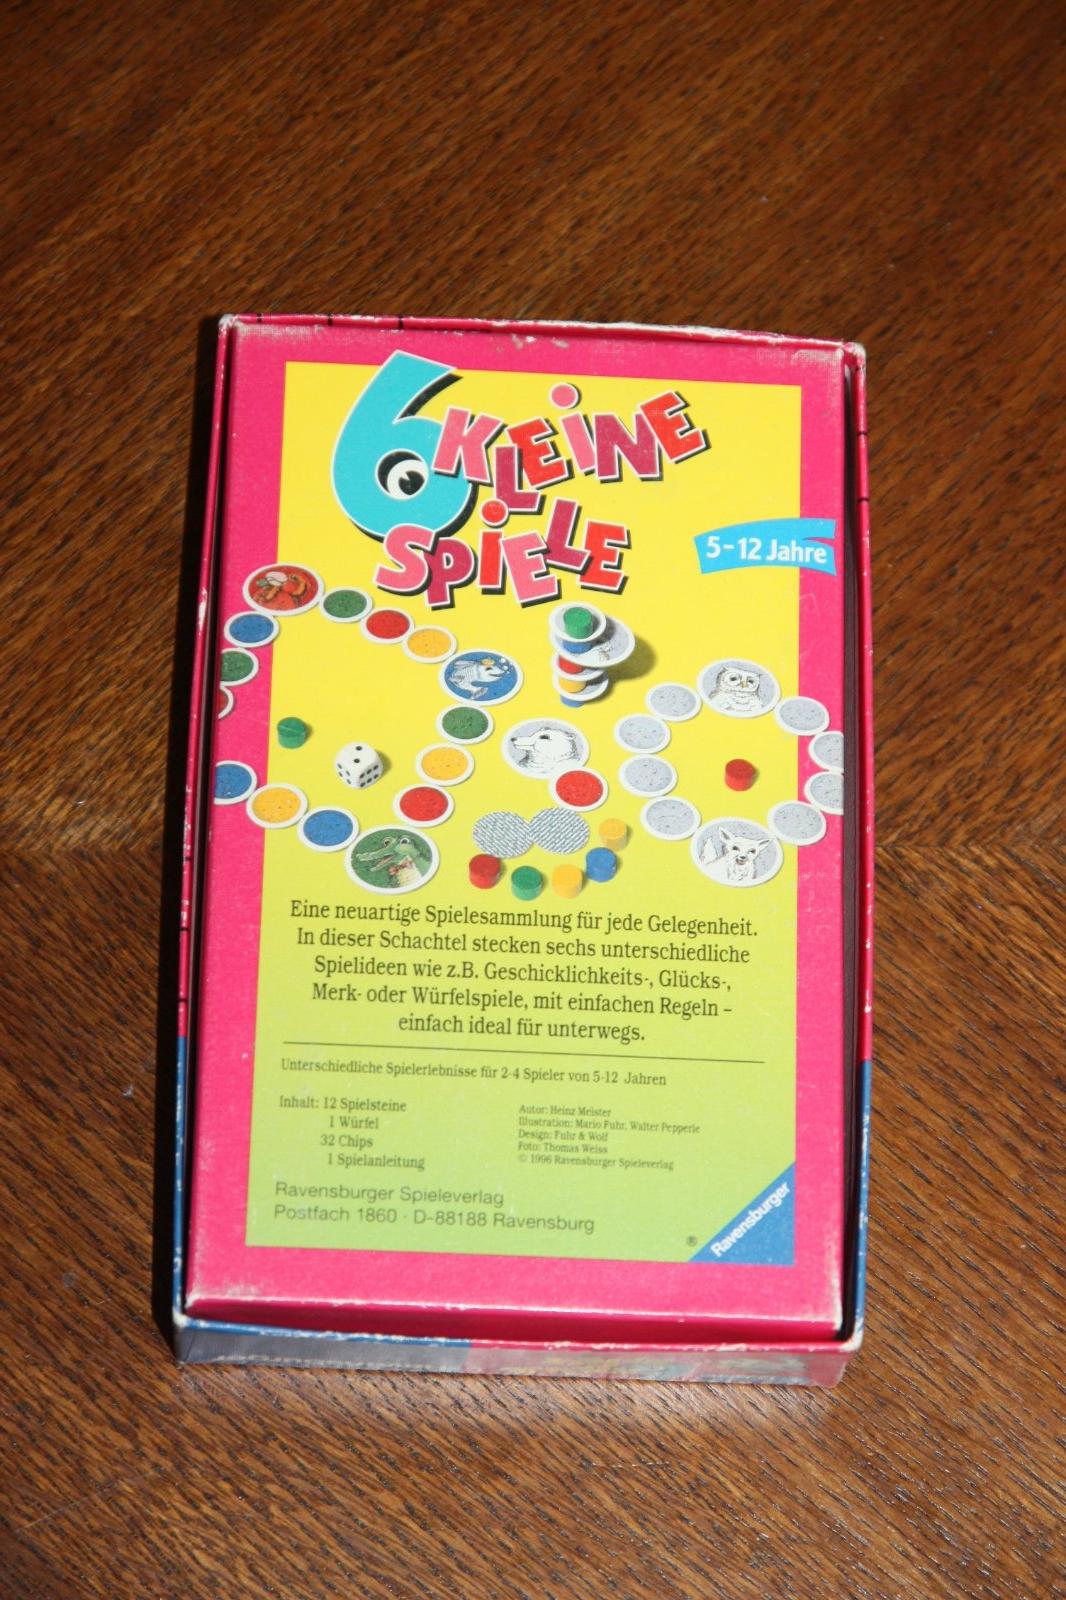 6 KLEINE
SPIELE
5-12 Jahre
Eine neuartige Spielesammlung für jede Gelegenheit.
In dieser Schachtel stecken sechs unterschiedliche
Spielideen wie z.B. Geschicklichkeits-, Glücks-,
Merk- oder Würfelspiele, mit einfachen Regeln –
einfach ideal für unterwegs.
Unterschiedliche Spielerlebnisse für 2-4 Spieler von 5-12 Jahren
Inhalt: 12 Spielsteine
1 Würfel
32 Chips
1 Spielanleitung
Autor: Heinz Meister
Illustration: Mario Fuhr, Walter Pepperle
Design: Fuhr & Wolf
Foto: Thomas Weiss
© 1996 Ravensburger Spieleverlag
Ravensburger Spieleverlag
Postfach 1860 · D-88188 Ravensburg
® Ravensburger